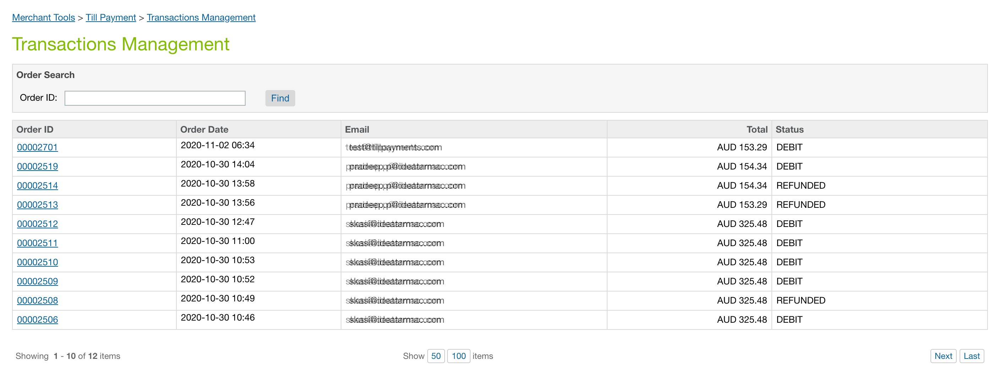 Merchant Tools > Till Payment > Transactions Management
Transactions Management
Order Search
Order ID: Find
Order ID Order Date Email Total Status
00002701 2020-11-02 06:34 test@tillpayments.com AUD 153.29 DEBIT
00002519 2020-10-30 14:04 pradeep.p@ideatarmac.com AUD 154.34 DEBIT
00002514 2020-10-30 13:58 pradeep.p@ideatarmac.com AUD 154.34 REFUNDED
00002513 2020-10-30 13:56 pradeep.p@ideatarmac.com AUD 153.29 REFUNDED
00002512 2020-10-30 12:47 skasi@ideatarmac.com AUD 325.48 DEBIT
00002511 2020-10-30 11:00 skasi@ideatarmac.com AUD 325.48 DEBIT
00002510 2020-10-30 10:53 skasi@ideatarmac.com AUD 325.48 DEBIT
00002509 2020-10-30 10:52 skasi@ideatarmac.com AUD 325.48 DEBIT
00002508 2020-10-30 10:49 skasi@ideatarmac.com AUD 325.48 REFUNDED
00002506 2020-10-30 10:46 skasi@ideatarmac.com AUD 325.48 DEBIT
Showing 1 - 10 of 12 items Show 50 100 items Next Last